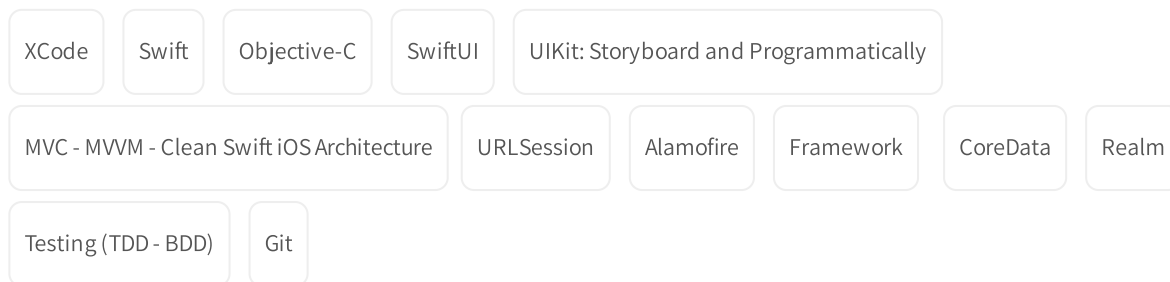 XCode Swift Objective-C SwiftUI UIKit: Storyboard and Programmatically
MVC - MVVM - Clean Swift iOS Architecture URLSession Alamofire Framework CoreData Realm
Testing (TDD - BDD) Git